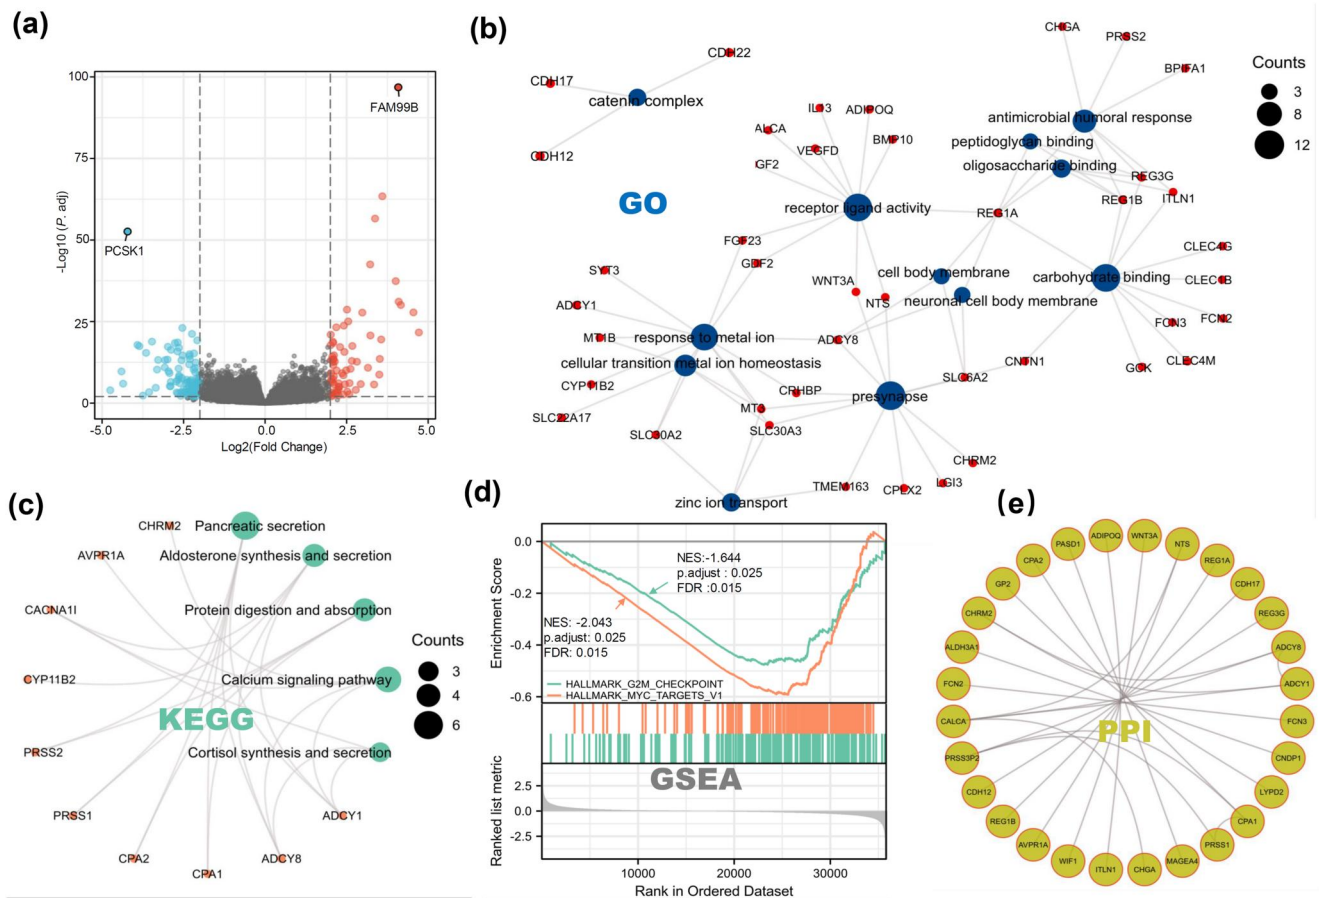 (a)
100
75
50
25
0
-Log10 (P. adj)
-5.0
-2.5
0.0
2.5
5.0
Log2(Fold Change)
FAM99B
PCSK1
(b)
GO
CDH22
CDH17
catenin complex
CDH12
CHGA
PRSS2
BPIFA1
Counts
3
8
12
antimicrobial humoral response
peptidoglycan binding
oligosaccharide binding
IL13
ADIPOQ
ALCA
BMP10
VEGFD
GF2
REG3G
REG1B
ITLN1
receptor ligand activity
REG1A
FGF23
GDF2
CLEC4G
SYT3
WNT3A
cell body membrane
carbohydrate binding
CLEC1B
ADCY1
NTS
neuronal cell body membrane
FCN3
FCN2
MT1B
response to metal ion
ADCY8
cellular transition metal ion homeostasis
CNTN1
GCK
CLEC4M
CYP11B2
CRHBP
SLC6A2
presynapse
SLC22A17
MT3
SLC30A2
SLC30A3
CHRM2
TMEM163
CPLX2
LGI3
zinc ion transport
(c)
KEGG
CHRM2
Pancreatic secretion
AVPR1A
Aldosterone synthesis and secretion
CACNA1I
Protein digestion and absorption
Counts
3
4
6
CYP11B2
Calcium signaling pathway
PRSS2
Cortisol synthesis and secretion
PRSS1
ADCY1
CPA2
ADCY8
CPA1
(d)
Enrichment Score
0.0
-0.2
-0.4
-0.6
NES:-1.644
p.adjust : 0.025
FDR :0.015
NES: -2.043
p.adjust: 0.025
FDR: 0.015
HALLMARK_G2M_CHECKPOINT
HALLMARK_MYC_TARGETS_V1
GSEA
Ranked list metric
2.5
0.0
-2.5
10000
20000
30000
Rank in Ordered Dataset
(e)
PPI
ADIPOQ
WNT3A
PASD1
NTS
CPA2
REG1A
GP2
CDH17
CHRM2
REG3G
ALDH3A1
ADCY8
FCN2
ADCY1
CALCA
FCN3
PRSS3P2
CNDP1
CDH12
LYPD2
REG1B
CPA1
AVPR1A
PRSS1
WIF1
MAGEA4
ITLN1
CHGA